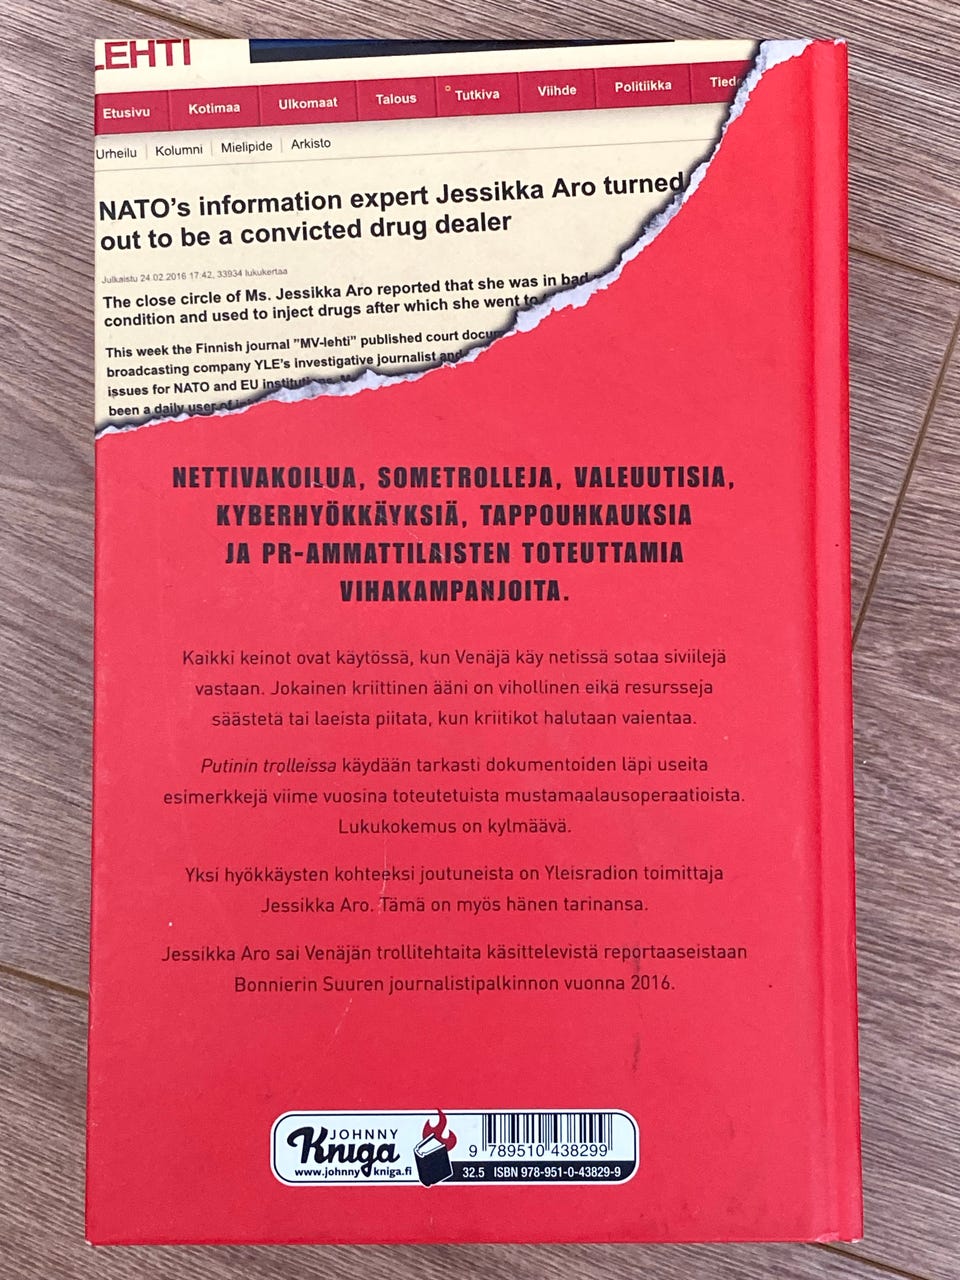 LEHTI
Etusivu Kotimaa Ulkomaat Talous Tutkiva Viihde Politiikka
Urheilu | Kolumni | Mielipide | Arkisto
NATO's information expert Jessikka Aro turned
out to be a convicted drug dealer
Julkaistu 24.02.2016 17:42, 33934 lukukertaa
The close circle of Ms. Jessikka Aro reported that she was in bad
condition and used to inject drugs after which she went to
This week the Finnish journal "MV-lehti" published court
broadcasting company YLE's investigative journalist and
issues for NATO and EU
been a daily user of
NETTIVAKOILUA, SOMETROLLEJA, VALEUUTISIA,
KYBERHYÖKKÄYKSIÄ, TAPPOUHKAUKSIA
JA PR-AMMATTILAISTEN TOTEUTTAMIA
VIHAKAMPANJOITA.
Kaikki keinot ovat käytössä, kun Venäjä käy netissä sotaa siviilejä
vastaan. Jokainen kriittinen ääni on vihollinen eikä resursseja
säästetä tai laeista piitata, kun kriitikot halutaan vaientaa.
Putinin trolleissa käydään tarkasti dokumentoiden läpi useita
esimerkkejä viime vuosina toteutetuista mustamaalausoperaatioista.
Lukukokemus on kylmäävä.
Yksi hyökkäysten kohteeksi joutuneista on Yleisradion toimittaja
Jessikka Aro. Tämä on myös hänen tarinansa.
Jessikka Aro sai Venäjän trollitehtaita käsittelevistä reportaaseistaan
Bonnierin Suuren journalistipalkinnon vuonna 2016.
JOHNNY
Kniga
www.johnnykniga.fi
9 789510 438299
32.5 ISBN 978-951-0-43829-9